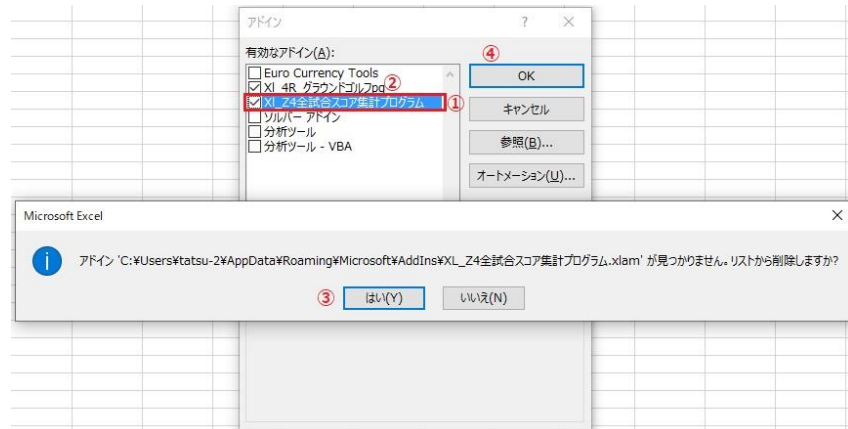 アドイン ? ×
有効なアドイン(A):
④
Euro Currency Tools
Xl_4R_グラウンドゴルフpg ②
Xl_Z4全試合スコア集計プログラム ①
ソルバー アドイン
分析ツール
分析ツール - VBA
OK
キャンセル
参照(B)...
オートメーション(U)...
Microsoft Excel ×
アドイン 'C:¥Users¥tatsu-2¥AppData¥Roaming¥Microsoft¥AddIns¥XL_Z4全試合スコア集計プログラム.xlam' が見つかりません。リストから削除しますか?
③ はい(Y) いいえ(N)